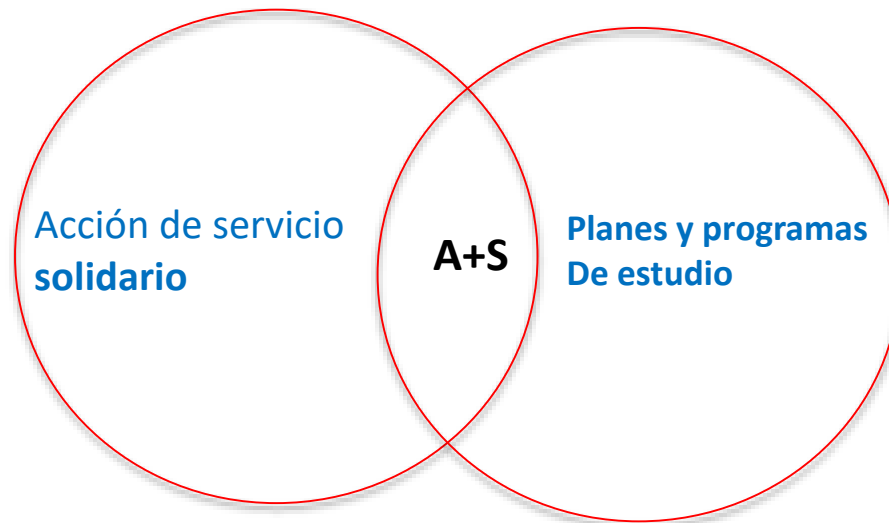 Acción de servicio
solidario
A+S
Planes y programas
De estudio